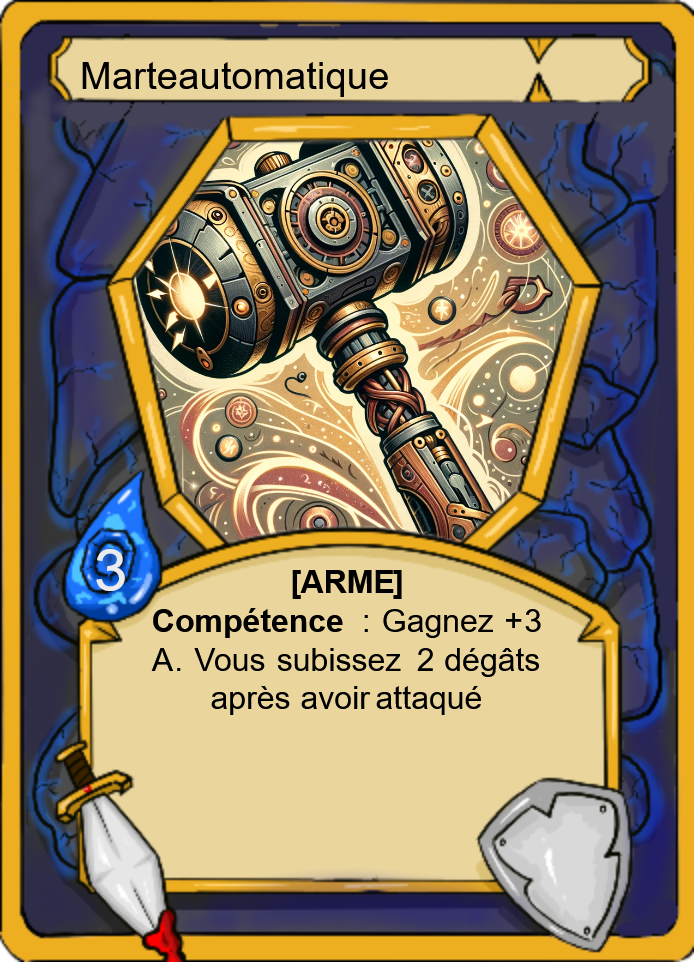 Marteautomatique
3
[ARME]
Compétence : Gagnez +3
A. Vous subissez 2 dégâts
après avoir attaqué